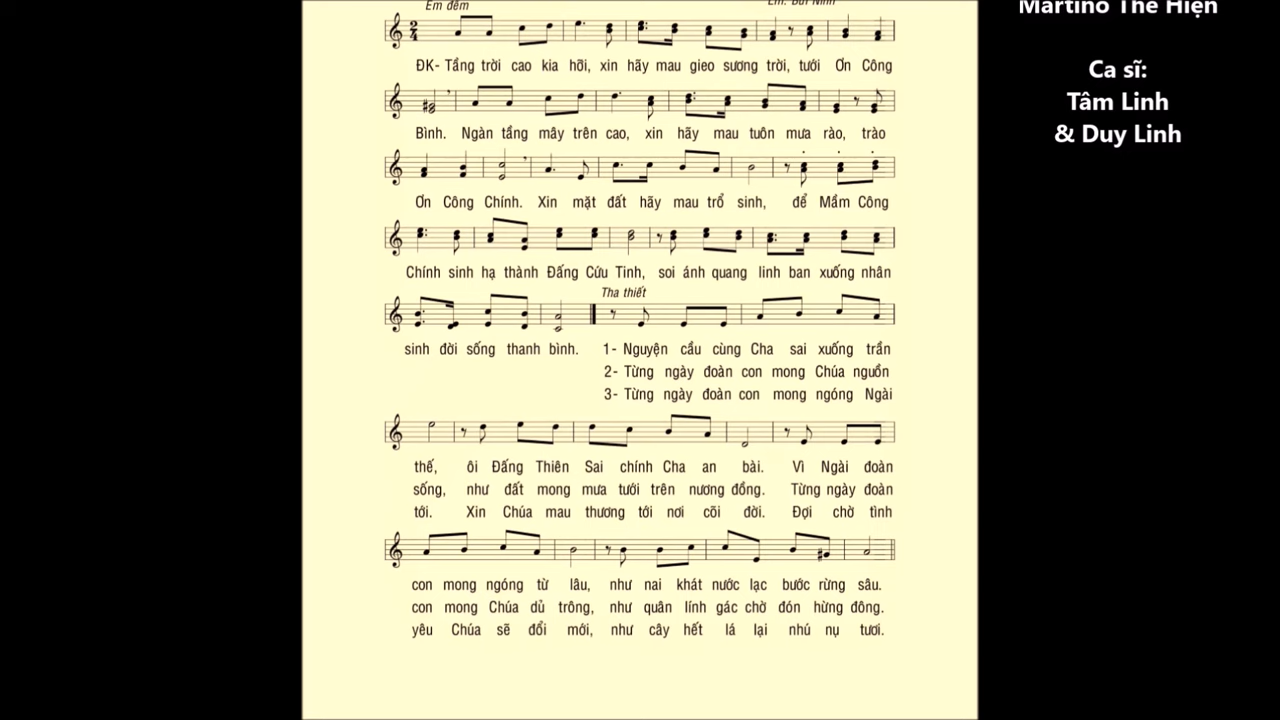 Êm đềm
Lm. Bùi Ninh
Martino Thế Hiện
Ca sĩ:
Tâm Linh
& Duy Linh
2
4
ĐK- Tầng trời cao kia hỡi, xin hãy mau gieo sương trời, tưới Ơn Công
Bình. Ngàn tầng mây trên cao, xin hãy mau tuôn mưa rào, trào
Ơn Công Chính. Xin mặt đất hãy mau trổ sinh, để Mầm Công
Chính sinh hạ thành Đấng Cứu Tinh, soi ánh quang linh ban xuống nhân
Tha thiết
sinh đời sống thanh bình. 1- Nguyện cầu cùng Cha sai xuống trần
2- Từng ngày đoàn con mong Chúa nguồn
3- Từng ngày đoàn con mong ngóng Ngài
thế, ôi Đấng Thiên Sai chính Cha an bài. Vì Ngài đoàn
sống, như đất mong mưa tưới trên nương đồng. Từng ngày đoàn
tới. Xin Chúa mau thương tới nơi cõi đời. Đợi chờ tình
con mong ngóng từ lâu, như nai khát nước lạc bước rừng sâu.
con mong Chúa dủ trông, như quân lính gác chờ đón hừng đông.
yêu Chúa sẽ đổi mới, như cây hết lá lại nhú nụ tươi.